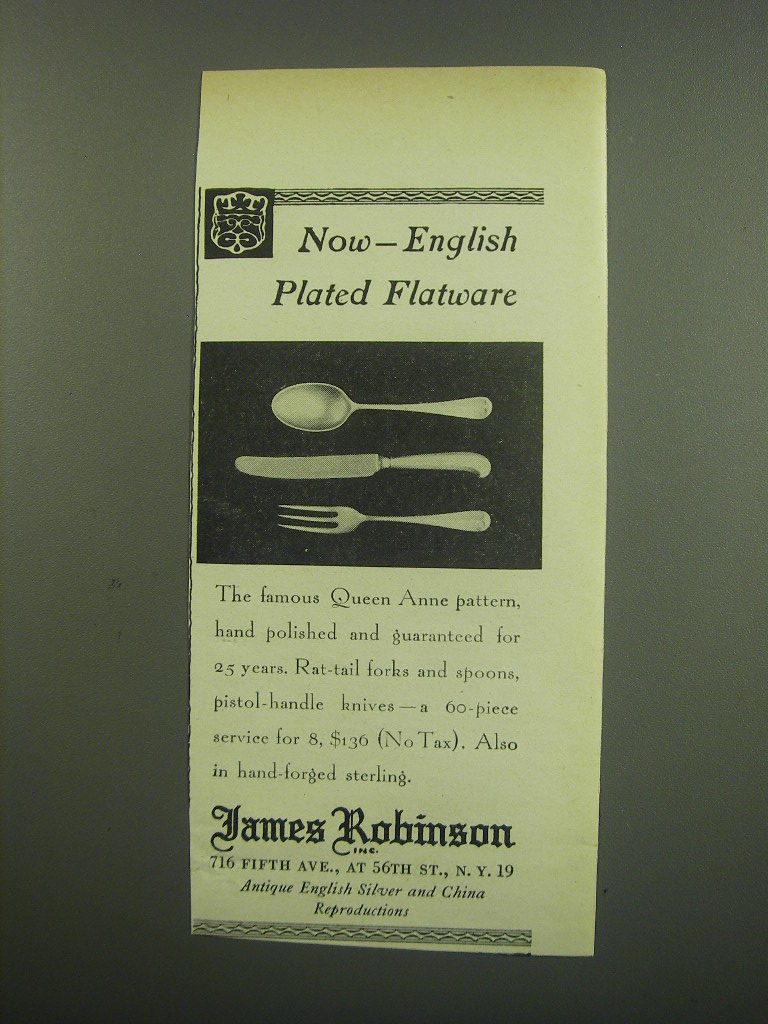 Now—English
Plated Flatware
The famous Queen Anne pattern,
hand polished and guaranteed for
25 years. Rat-tail forks and spoons,
pistol-handle knives—a 60-piece
service for 8, $136 (No Tax). Also
in hand-forged sterling.
James Robinson
INC.
716 FIFTH AVE., AT 56TH ST., N. Y. 19
Antique English Silver and China
Reproductions